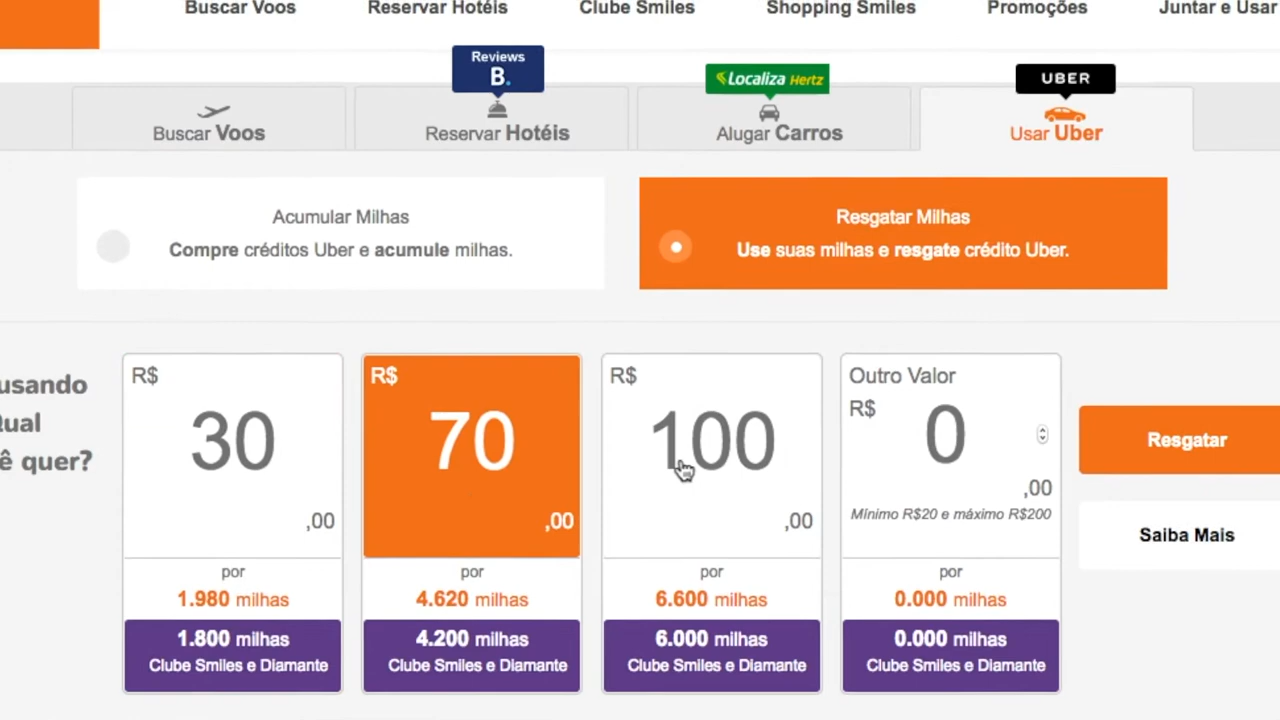 Buscar Voos
Reservar Hotéis
Clube Smiles
Shopping Smiles
Promoções
Juntar e Usar
Reviews
B.
Localiza Hertz
UBER
Buscar Voos
Reservar Hotéis
Alugar Carros
Usar Uber
Acumular Milhas
Compre créditos Uber e acumule milhas.
Resgatar Milhas
Use suas milhas e resgate crédito Uber.
usando
Qual
ê quer?
R$
30
,00
por
1.980 milhas
1.800 milhas
Clube Smiles e Diamante
R$
70
,00
por
4.620 milhas
4.200 milhas
Clube Smiles e Diamante
R$
100
,00
por
6.600 milhas
6.000 milhas
Clube Smiles e Diamante
Outro Valor
R$
0
,00
Mínimo R$20 e máximo R$200
por
0.000 milhas
0.000 milhas
Clube Smiles e Diamante
Resgatar
Saiba Mais